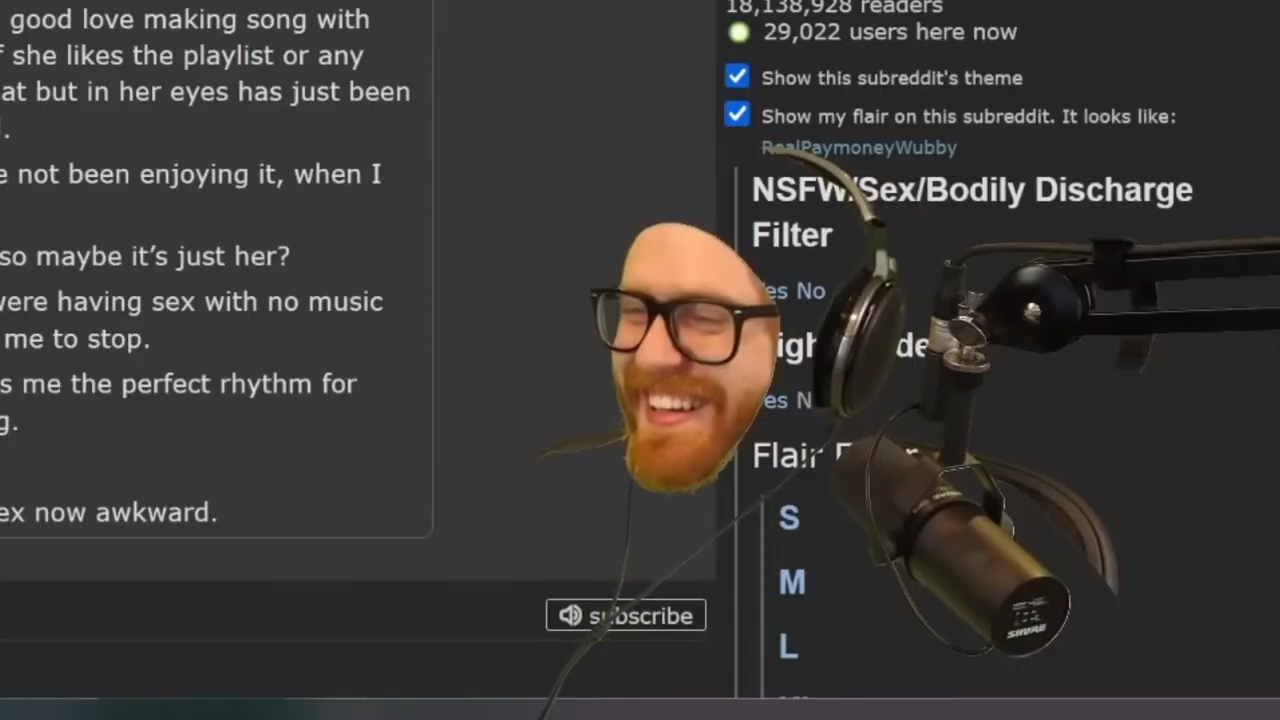 good love making song with
she likes the playlist or any
at but in her eyes has just been
not been enjoying it, when I
so maybe it's just her?
were having sex with no music
me to stop.
s me the perfect rhythm for
g.
ex now awkward.
subscribe
18,138,928 readers
29,022 users here now
Show this subreddit's theme
Show my flair on this subreddit. It looks like:
RealPaymoneyWubby
NSFW/Sex/Bodily Discharge
Filter
es No
es N
Flair
S
M
L
SHURE